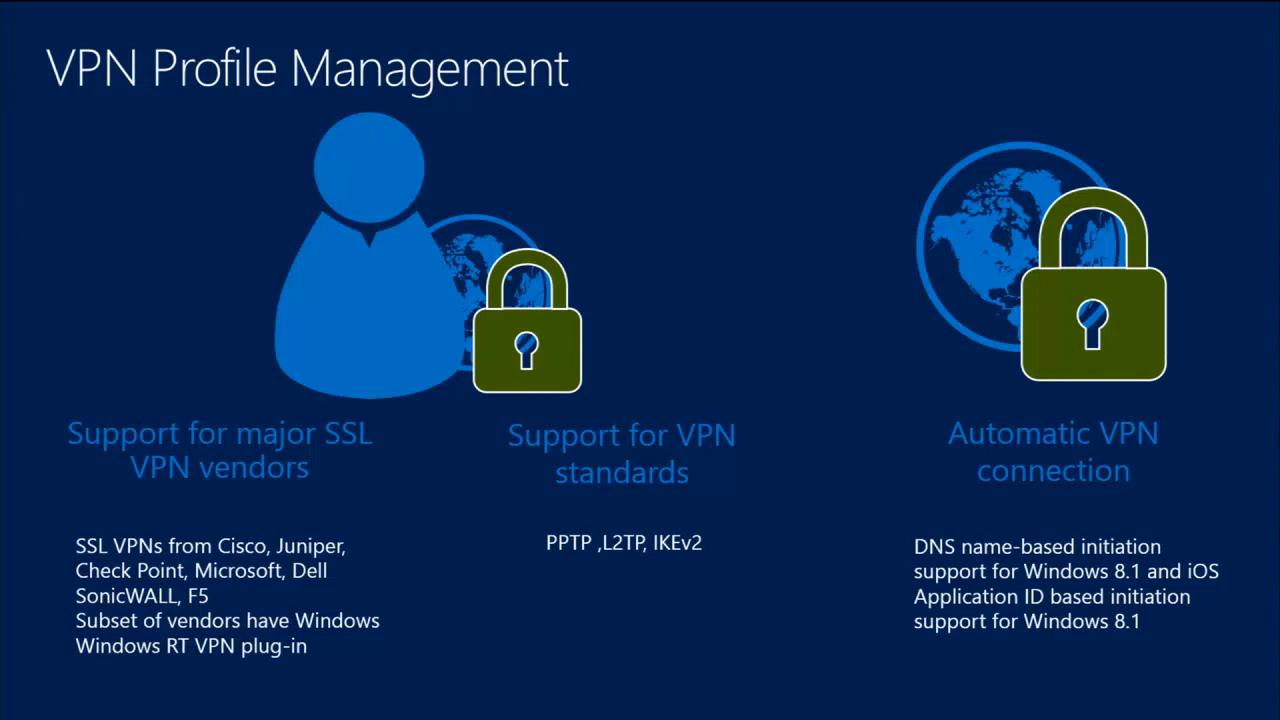 VPN Profile Management
Support for major SSL
VPN vendors
SSL VPNs from Cisco, Juniper,
Check Point, Microsoft, Dell
SonicWALL, F5
Subset of vendors have Windows
Windows RT VPN plug-in
Support for VPN
standards
PPTP ,L2TP, IKEv2
Automatic VPN
connection
DNS name-based initiation
support for Windows 8.1 and iOS
Application ID based initiation
support for Windows 8.1